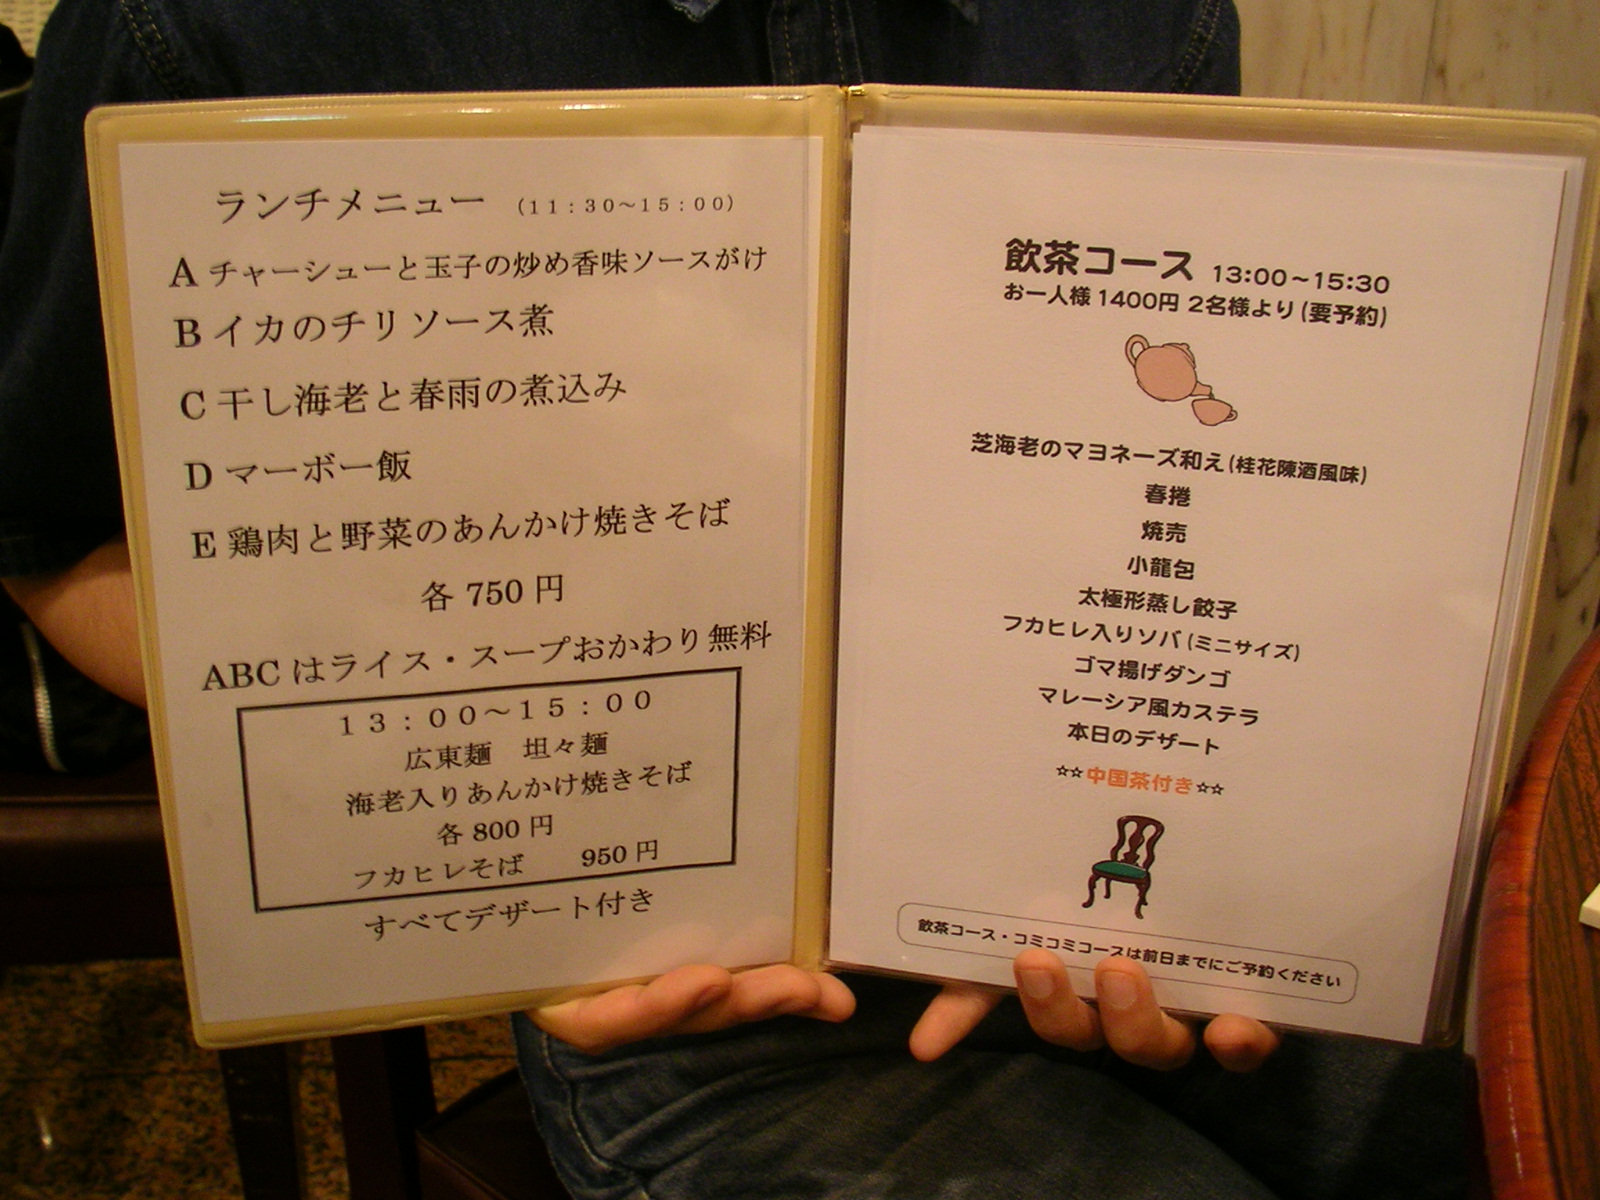 ランチメニュー (11:30～15:00)
A チャーシューと玉子の炒め香味ソースがけ
B イカのチリソース煮
C 干し海老と春雨の煮込み
D マーボー飯
E 鶏肉と野菜のあんかけ焼きそば
各 750 円
ABC はライス・スープおかわり無料
13:00～15:00
広東麺　坦々麺
海老入りあんかけ焼きそば
各 800 円
フカヒレそば　950 円
すべてデザート付き
飲茶コース 13:00～15:30
お一人様 1400円 2名様より(要予約)
芝海老のマヨネーズ和え(桂花陳酒風味)
春捲
焼売
小龍包
太極形蒸し餃子
フカヒレ入りソバ(ミニサイズ)
ゴマ揚げダンゴ
マレーシア風カステラ
本日のデザート
☆☆中国茶付き☆☆
飲茶コース・コミコミコースは前日までにご予約ください